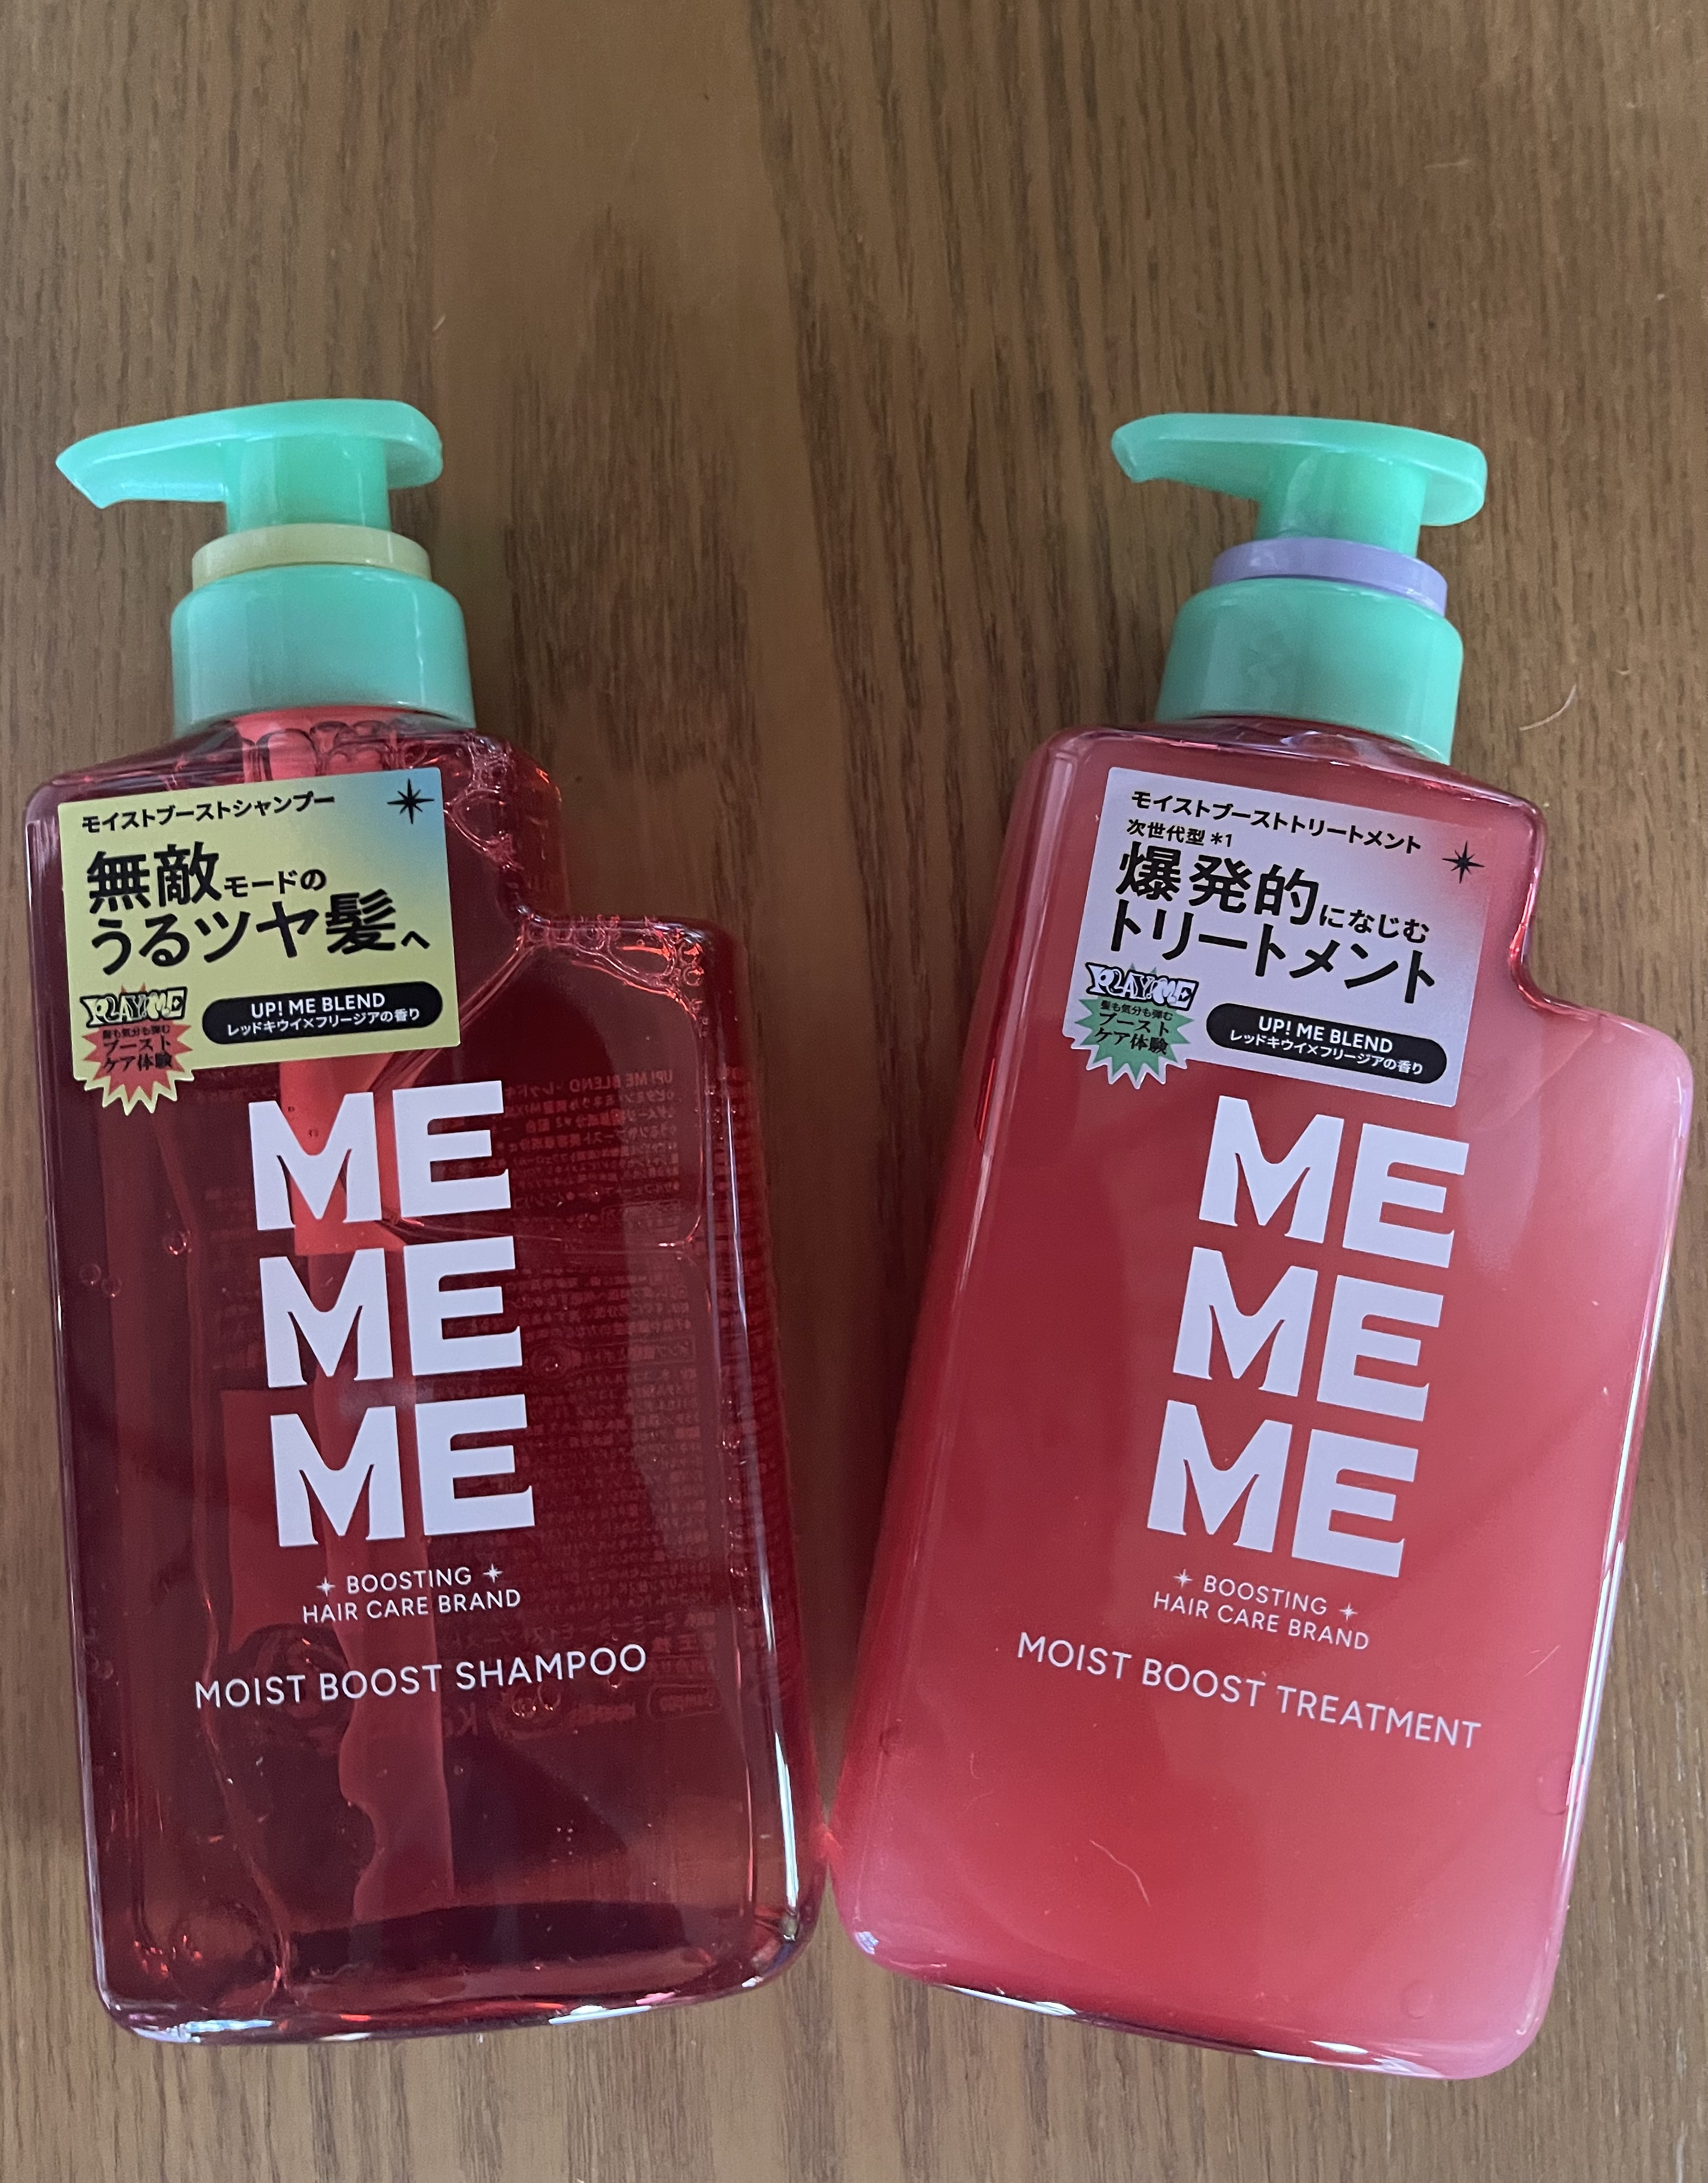 モイストブーストシャンプー
無敵モードの
うるツヤ髪へ
PLAY! ME
髪も気分も弾む
ブースト
ケア体験
UP! ME BLEND
レッドキウイ×フリージアの香り
ME
ME
ME
BOOSTING
HAIR CARE BRAND
MOIST BOOST SHAMPOO
モイストブーストトリートメント
次世代型 *1
爆発的になじむ
トリートメント
PLAY! ME
髪も気分も弾む
ブースト
ケア体験
UP! ME BLEND
レッドキウイ×フリージアの香り
ME
ME
ME
BOOSTING
HAIR CARE BRAND
MOIST BOOST TREATMENT